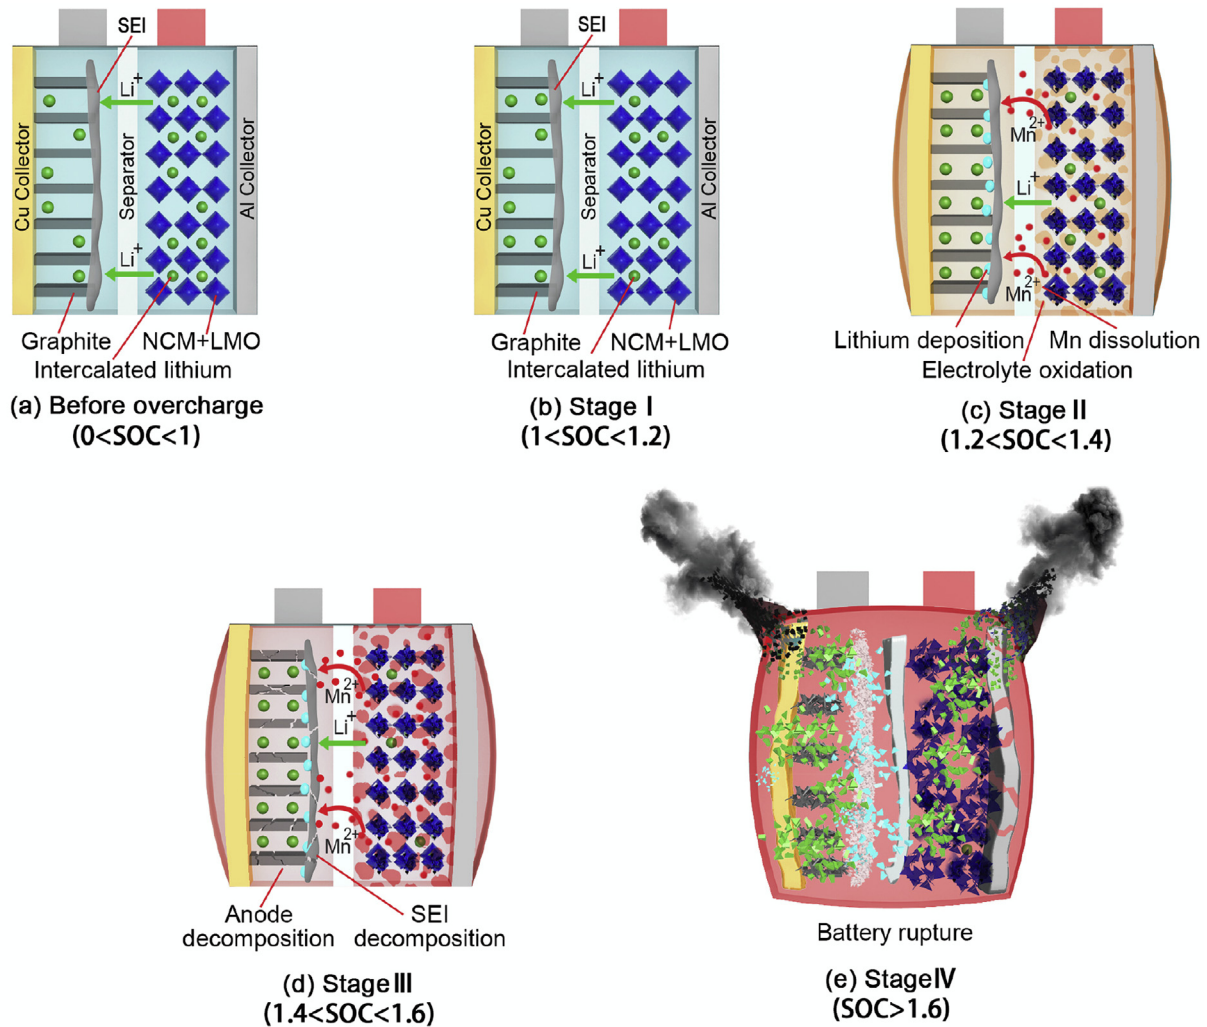 SEI
Li+
Li+
Cu Collector
Separator
Al Collector
Graphite
NCM+LMO
Intercalated lithium
(a) Before overcharge
(0<SOC<1)
SEI
Li+
Li+
Cu Collector
Separator
Al Collector
Graphite
NCM+LMO
Intercalated lithium
(b) Stage I
(1<SOC<1.2)
Mn2+
Li+
Mn2+
Lithium deposition
Mn dissolution
Electrolyte oxidation
(c) Stage II
(1.2<SOC<1.4)
Mn2+
Li+
Mn2+
Anode
decomposition
SEI
decomposition
(d) Stage III
(1.4<SOC<1.6)
Battery rupture
(e) Stage IV
(SOC>1.6)